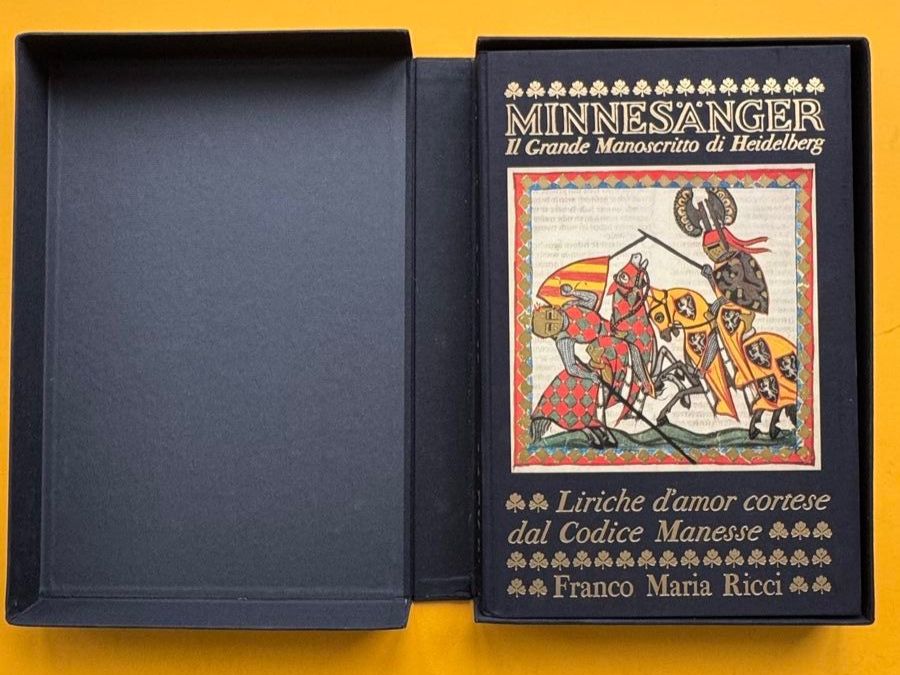 MINNESÄNGER
Il Grande Manoscritto di Heidelberg
Liriche d'amor cortese
dal Codice Manesse
Franco Maria Ricci